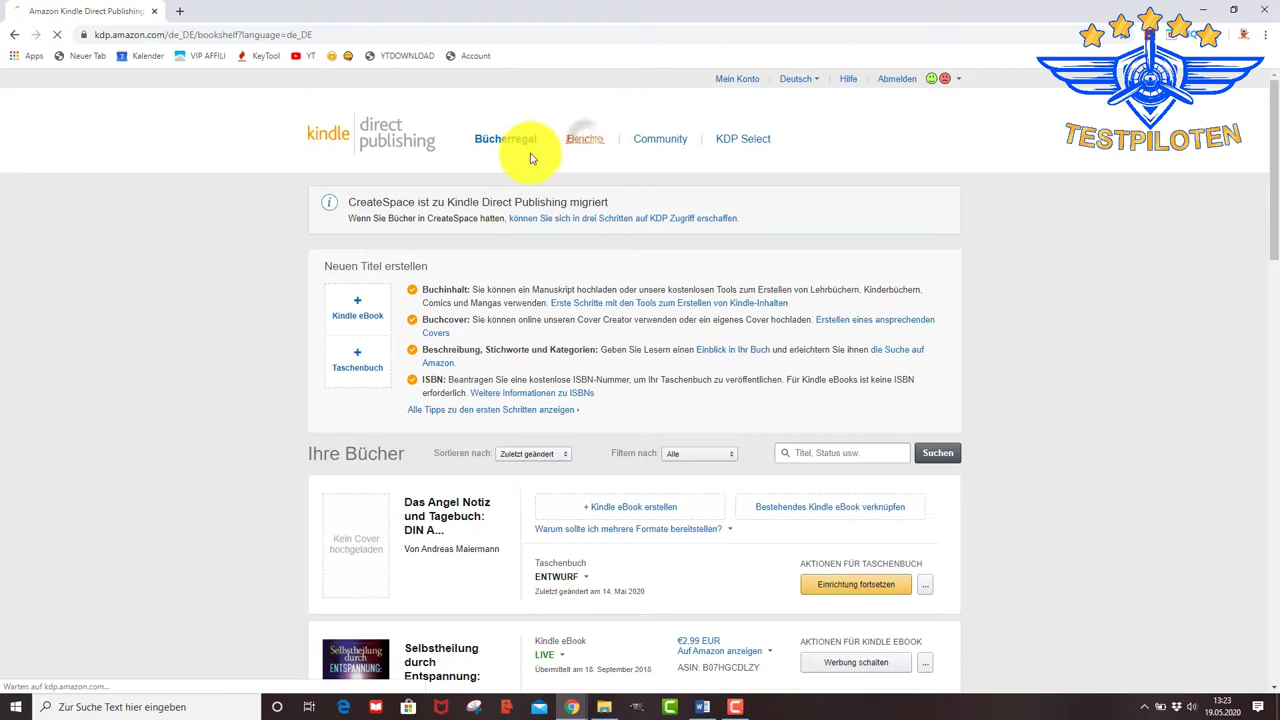 Publishing
kdp.amazon.com/de_DE/bookshelf?language=de_DE
Apps Neuer Tab Kalender VIP AFFILI KeyTool YT YTDOWNLOAD Account
Mein Konto Deutsch Hilfe Abmelden
kindle direct publishing
Bücherregal Berichte Community KDP Select
TESTPILOTEN
CreateSpace ist zu Kindle Direct Publishing migriert
Wenn Sie Bücher in CreateSpace hatten, können Sie sich in drei Schritten auf KDP Zugriff erschaffen.
Neuen Titel erstellen
+ Kindle eBook
+ Taschenbuch
Buchinhalt: Sie können ein Manuskript hochladen oder unsere kostenlosen Tools zum Erstellen von Lehrbüchern, Kinderbüchern,
Comics und Mangas verwenden. Erste Schritte mit den Tools zum Erstellen von Kindle-Inhalten
Buchcover: Sie können online unseren Cover Creator verwenden oder ein eigenes Cover hochladen. Erstellen eines ansprechenden
Covers
Beschreibung, Stichworte und Kategorien: Geben Sie Lesern einen Einblick in Ihr Buch und erleichtern Sie ihnen die Suche auf
Amazon.
ISBN: Beantragen Sie eine kostenlose ISBN-Nummer, um Ihr Taschenbuch zu veröffentlichen. Für Kindle eBooks ist keine ISBN
erforderlich. Weitere Informationen zu ISBNs
Alle Tipps zu den ersten Schritten anzeigen ›
Ihre Bücher Sortieren nach: Zuletzt geändert Filtern nach: Alle Titel, Status usw. Suchen
Kein Cover
hochgeladen
Das Angel Notiz
und Tagebuch:
DIN A...
Von Andreas Maiermann
+ Kindle eBook erstellen
Bestehendes Kindle eBook verknüpfen
Warum sollte ich mehrere Formate bereitstellen?
Taschenbuch
ENTWURF
Zuletzt geändert am 14. Mai 2020
AKTIONEN FÜR TASCHENBUCH
Einrichtung fortsetzen ...
Selbstheilung
durch
ENTSPANNUNG:
Selbstheilung
durch
Entspannung:
Kindle eBook
LIVE
Übermittelt am 18. September 2018
€2,99 EUR
Auf Amazon anzeigen
ASIN: B07HGCDLZY
AKTIONEN FÜR KINDLE EBOOK
Werbung schalten ...
Warten auf kdp.amazon.com...
Zur Suche Text hier eingeben
13:23
19.05.2020